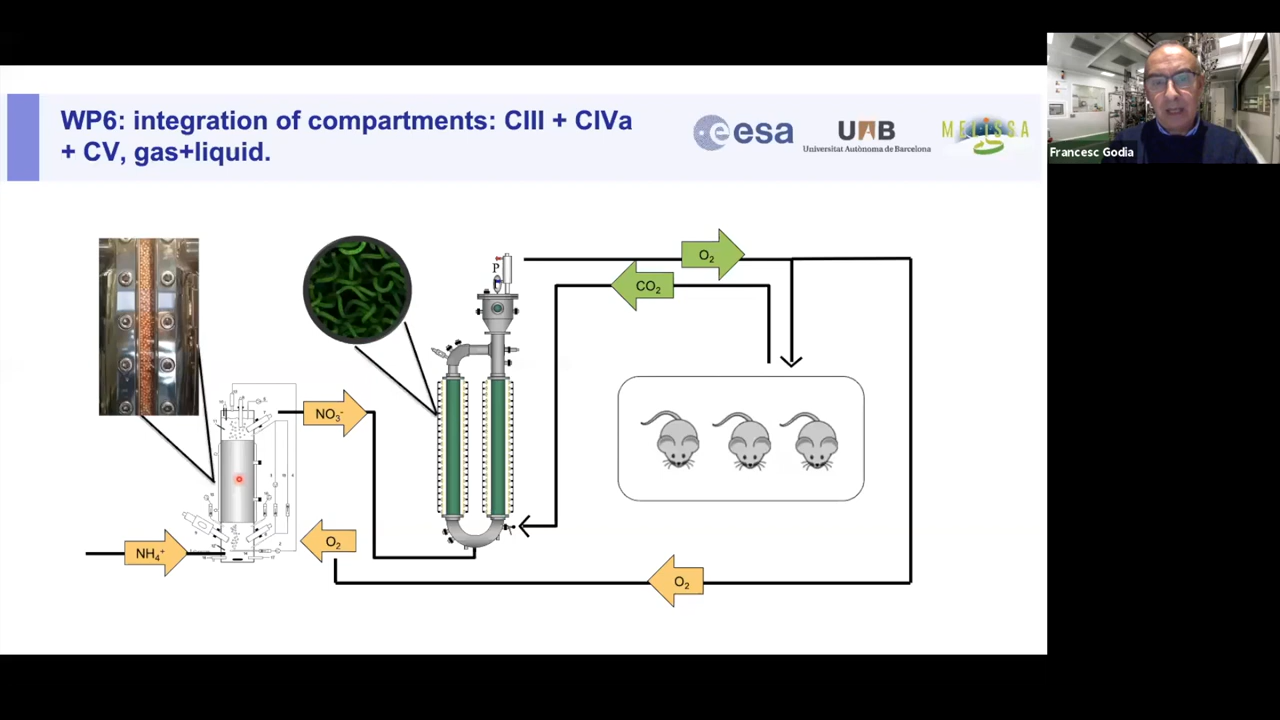 WP6: integration of compartments: CIII + CIVa
+ CV, gas+liquid.
esa
UAB
Universitat Autònoma de Barcelona
MELISSA
Francesc Godia
O₂
P
CO₂
NO₃⁻
O₂
NH₄⁺
O₂